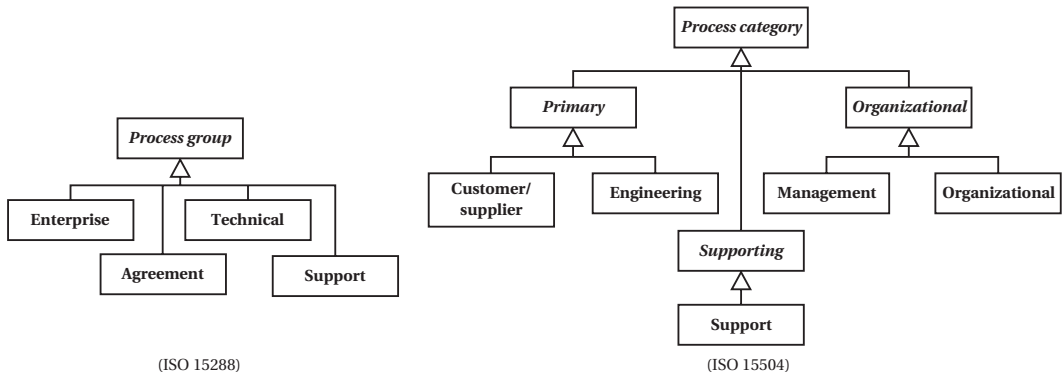 Process group
Enterprise
Technical
Agreement
Support
(ISO 15288)
Process category
Primary
Organizational
Customer/
supplier
Engineering
Management
Organizational
Supporting
Support
(ISO 15504)